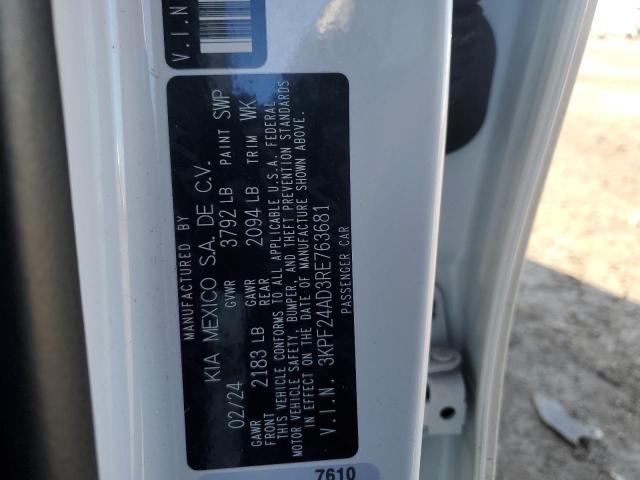 V.I.N
MANUFACTURED BY
KIA MEXICO S.A. DE C.V.
02/24 GVWR 3792 LB PAINT SWP
GAWR FRONT 2183 LB GAWR REAR 2094 LB TRIM WK
THIS VEHICLE CONFORMS TO ALL APPLICABLE U.S.A. FEDERAL
MOTOR VEHICLE SAFETY, BUMPER, AND THEFT PREVENTION STANDARDS
IN EFFECT ON THE DATE OF MANUFACTURE SHOWN ABOVE.
V.I.N. 3KPF24AD3RE763681
PASSENGER CAR
7610